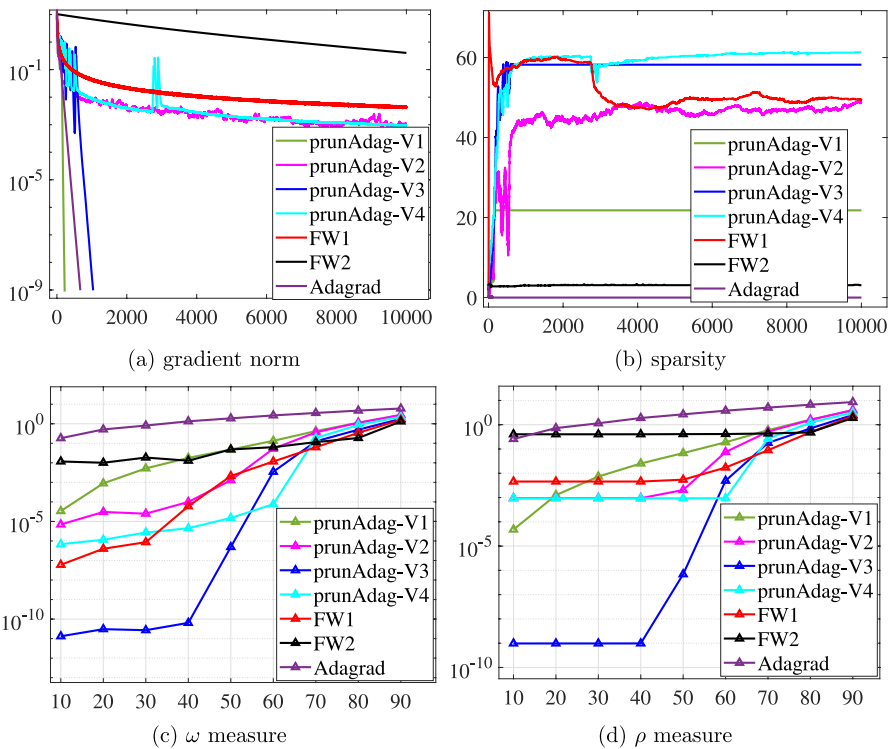 10^-1
10^-5
10^-9
0
2000
4000
6000
8000
10000
prunAdag-V1
prunAdag-V2
prunAdag-V3
prunAdag-V4
FW1
FW2
Adagrad
(a) gradient norm
60
40
20
0
0
2000
4000
6000
8000
10000
prunAdag-V1
prunAdag-V2
prunAdag-V3
prunAdag-V4
FW1
FW2
Adagrad
(b) sparsity
10^0
10^-5
10^-10
10 20 30 40 50 60 70 80 90
prunAdag-V1
prunAdag-V2
prunAdag-V3
prunAdag-V4
FW1
FW2
Adagrad
(c) ω measure
10^0
10^-5
10^-10
10 20 30 40 50 60 70 80 90
prunAdag-V1
prunAdag-V2
prunAdag-V3
prunAdag-V4
FW1
FW2
Adagrad
(d) ρ measure